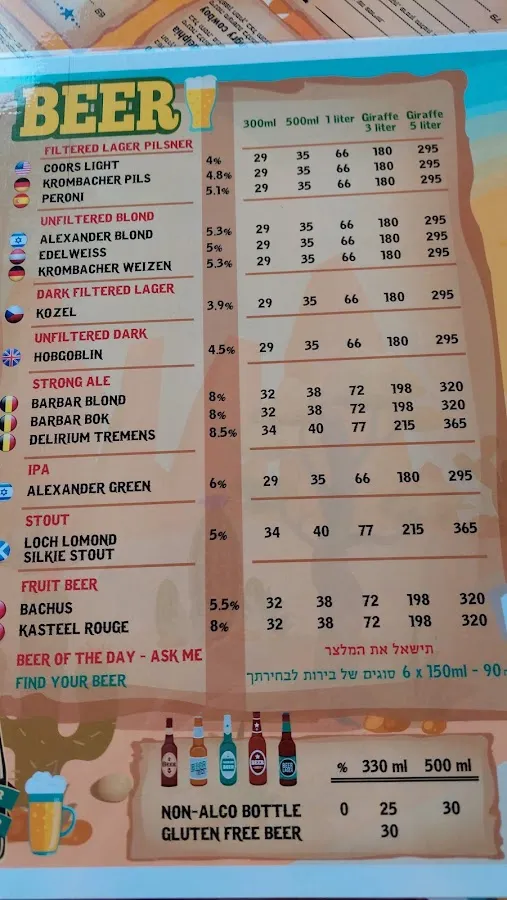 BEER
300ml 500ml 1 liter Giraffe 3 liter Giraffe 5 liter
FILTERED LAGER PILSNER
COORS LIGHT 4% 29 35 66 180 295
KROMBACHER PILS 4.8% 29 35 66 180 295
PERONI 5.1% 29 35 66 180 295
UNFILTERED BLOND
ALEXANDER BLOND 5.3% 29 35 66 180 295
EDELWEISS 5% 29 35 66 180 295
KROMBACHER WEIZEN 5.3% 29 35 66 180 295
DARK FILTERED LAGER
KOZEL 3.9% 29 35 66 180 295
UNFILTERED DARK
HOBGOBLIN 4.5% 29 35 66 180 295
STRONG ALE
BARBAR BLOND 8% 32 38 72 198 320
BARBAR BOK 8% 32 38 72 198 320
DELIRIUM TREMENS 8.5% 34 40 77 215 365
IPA
ALEXANDER GREEN 6% 29 35 66 180 295
STOUT
LOCH LOMOND 5% 34 40 77 215 365
SILKIE STOUT
FRUIT BEER
BACHUS 5.5% 32 38 72 198 320
KASTEEL ROUGE 8% 32 38 72 198 320
BEER OF THE DAY - ASK ME תישאל את המלצר
FIND YOUR BEER 6 x 150ml - 90 סוגים של בירות לבחירתך
% 330 ml 500 ml
NON-ALCO BOTTLE 0 25 30
GLUTEN FREE BEER 30